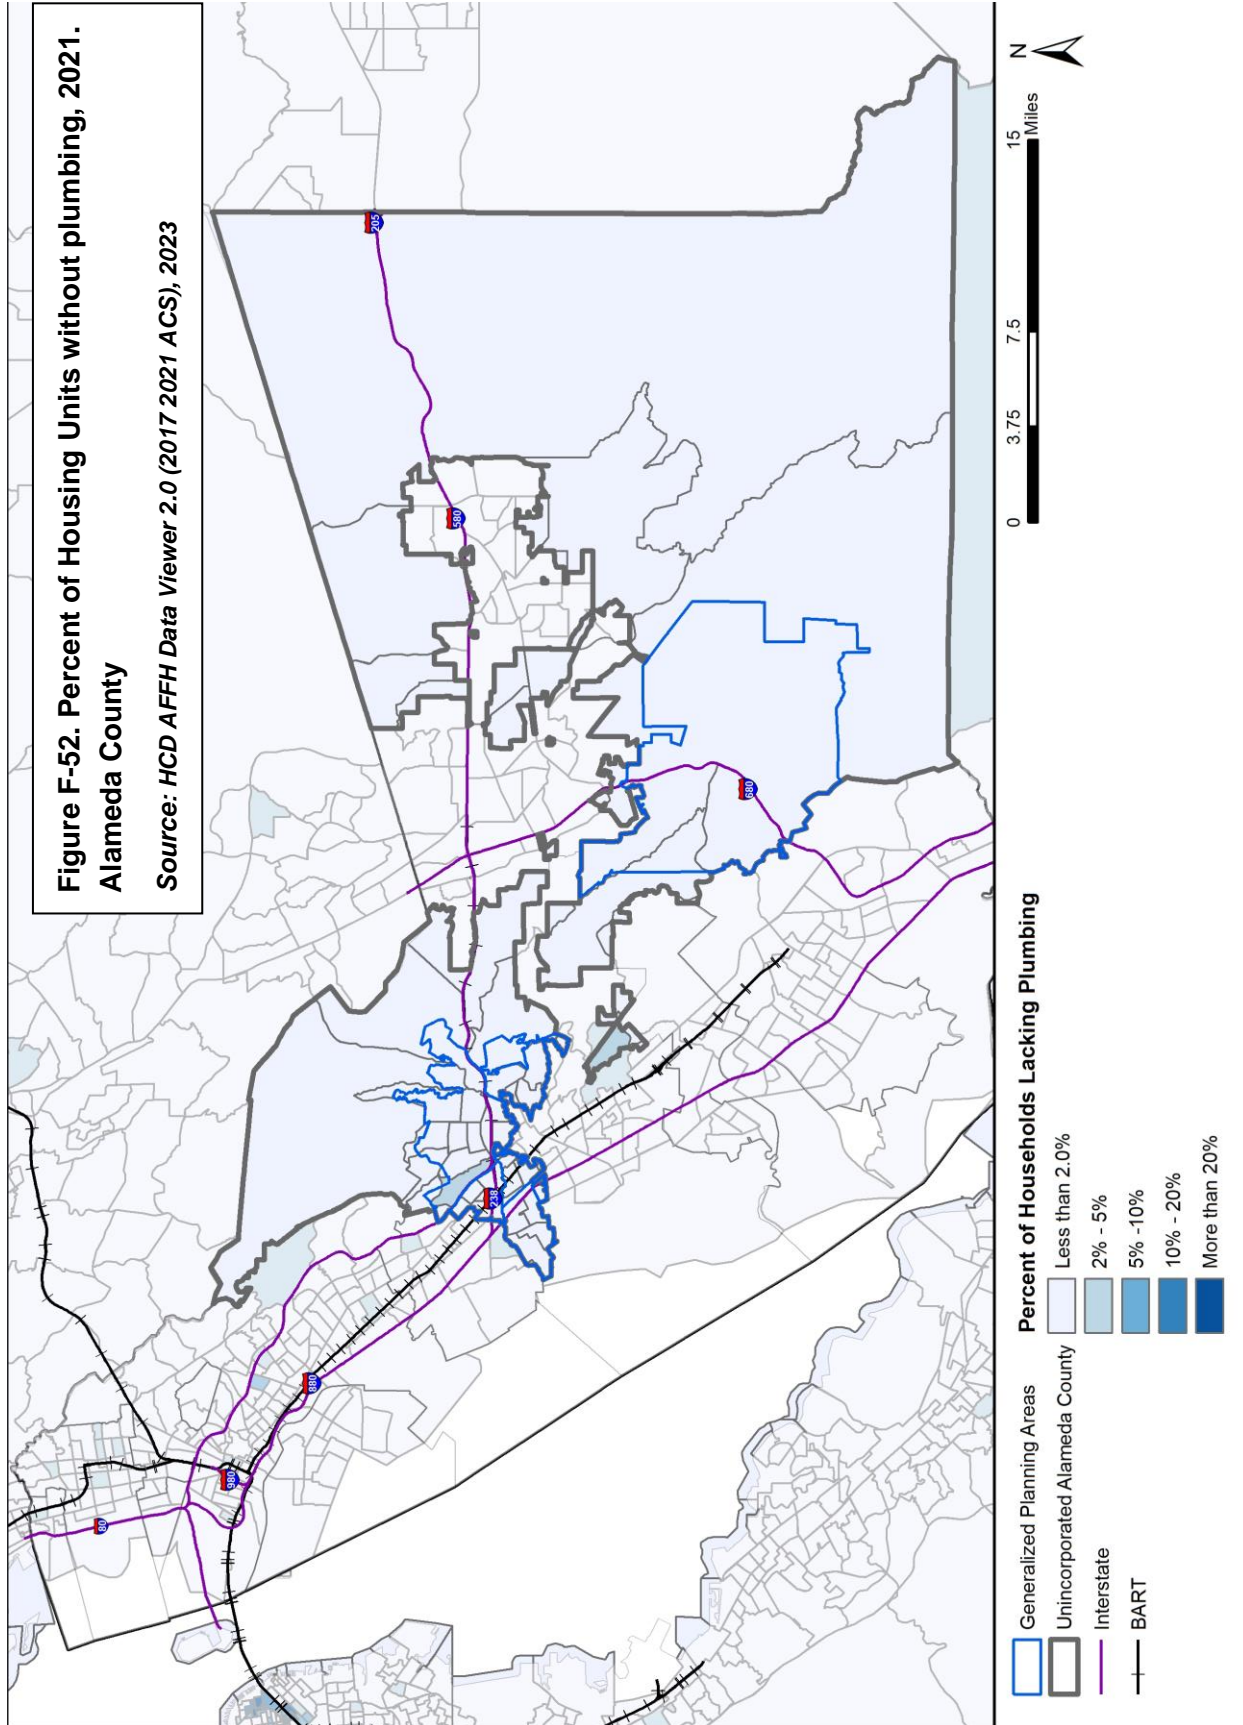 Figure F-52. Percent of Housing Units without plumbing, 2021.
Alameda County
Source: HCD AFFH Data Viewer 2.0 (2017 2021 ACS), 2023
80
980
880
238
580
205
680
N
0 3.75 7.5 15
Miles
Generalized Planning Areas
Unincorporated Alameda County
Interstate
BART
Percent of Households Lacking Plumbing
Less than 2.0%
2% - 5%
5% -10%
10% - 20%
More than 20%